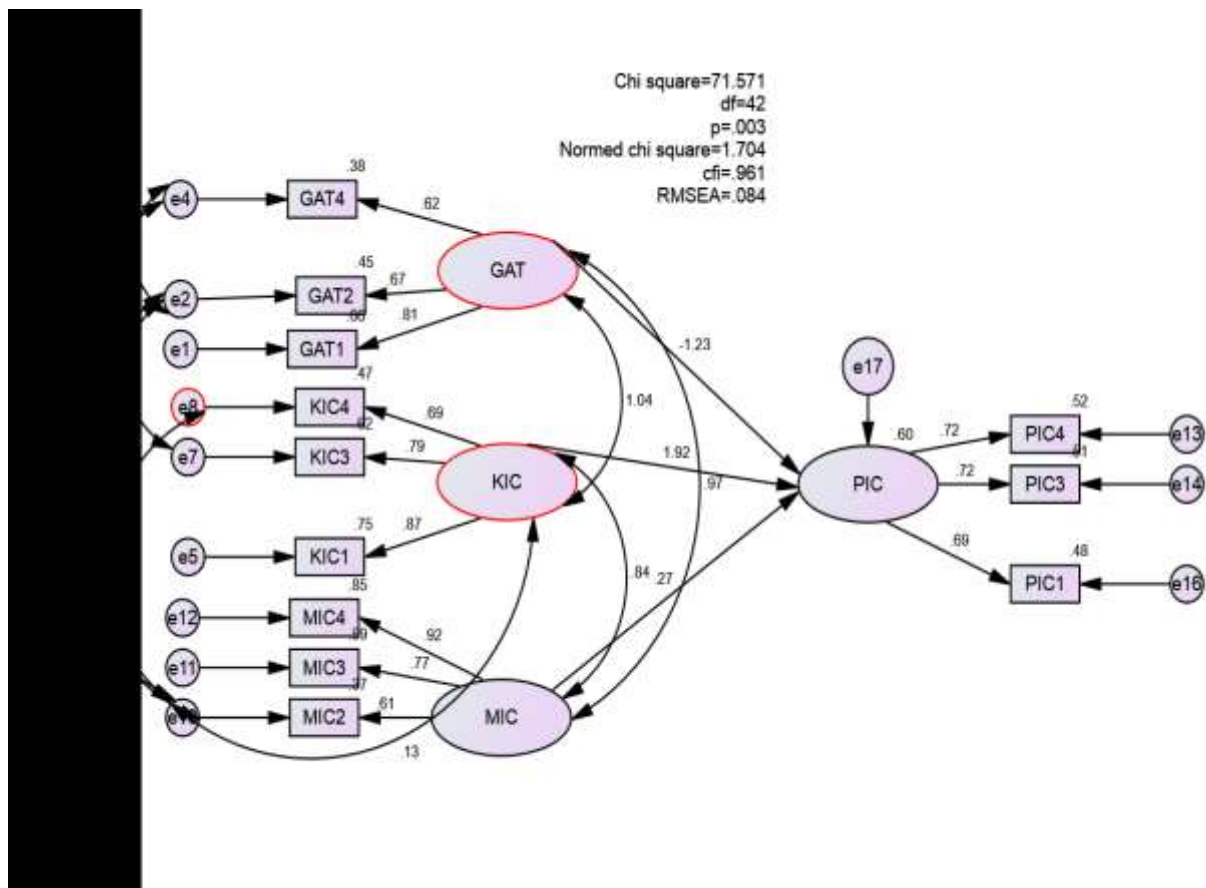 Chi square=71.571
df=42
p=.003
Normed chi square=1.704
cfi=.961
RMSEA=.084
.38
e4
GAT4
.62
GAT
.45
e2
GAT2
.67
e1
GAT1
.81
-1.23
e17
.47
e8
KIC4
.69
1.04
.52
.60
.72
PIC4
e13
e7
KIC3
.79
1.92
.97
KIC
PIC
.72
PIC3
e14
.75
.87
e5
KIC1
.69
.48
.84
.27
PIC1
e16
.85
e12
MIC4
.92
e11
MIC3
.77
MIC2
.61
MIC
.13